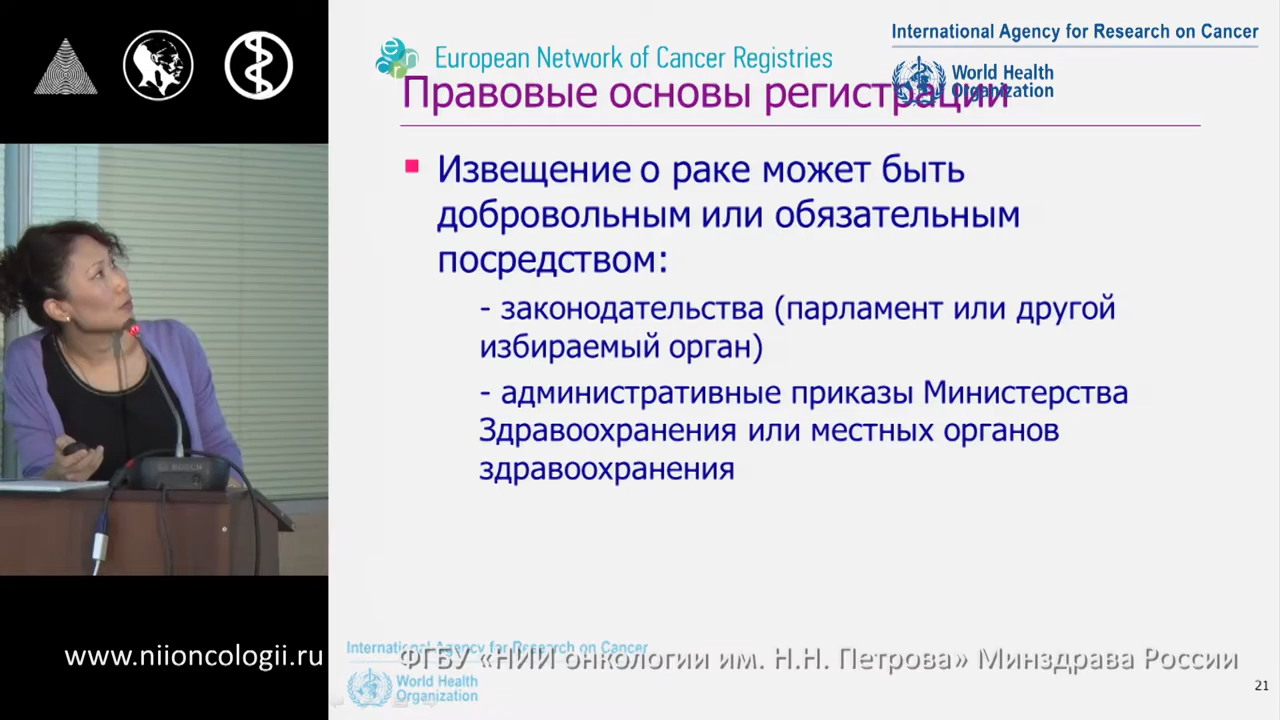 International Agency for Research on Cancer
European Network of Cancer Registries
World Health
Organization
Правовые основы регистрации
Извещение о раке может быть
добровольным или обязательным
посредством:
- законодательства (парламент или другой
избираемый орган)
- административные приказы Министерства
Здравоохранения или местных органов
здравоохранения
BOSCH
www.niioncologii.ru
International Agency for Research on Cancer
ФГБУ «НИИ онкологии им. Н.Н. Петрова» Минздрава России
World Health
Organization
21